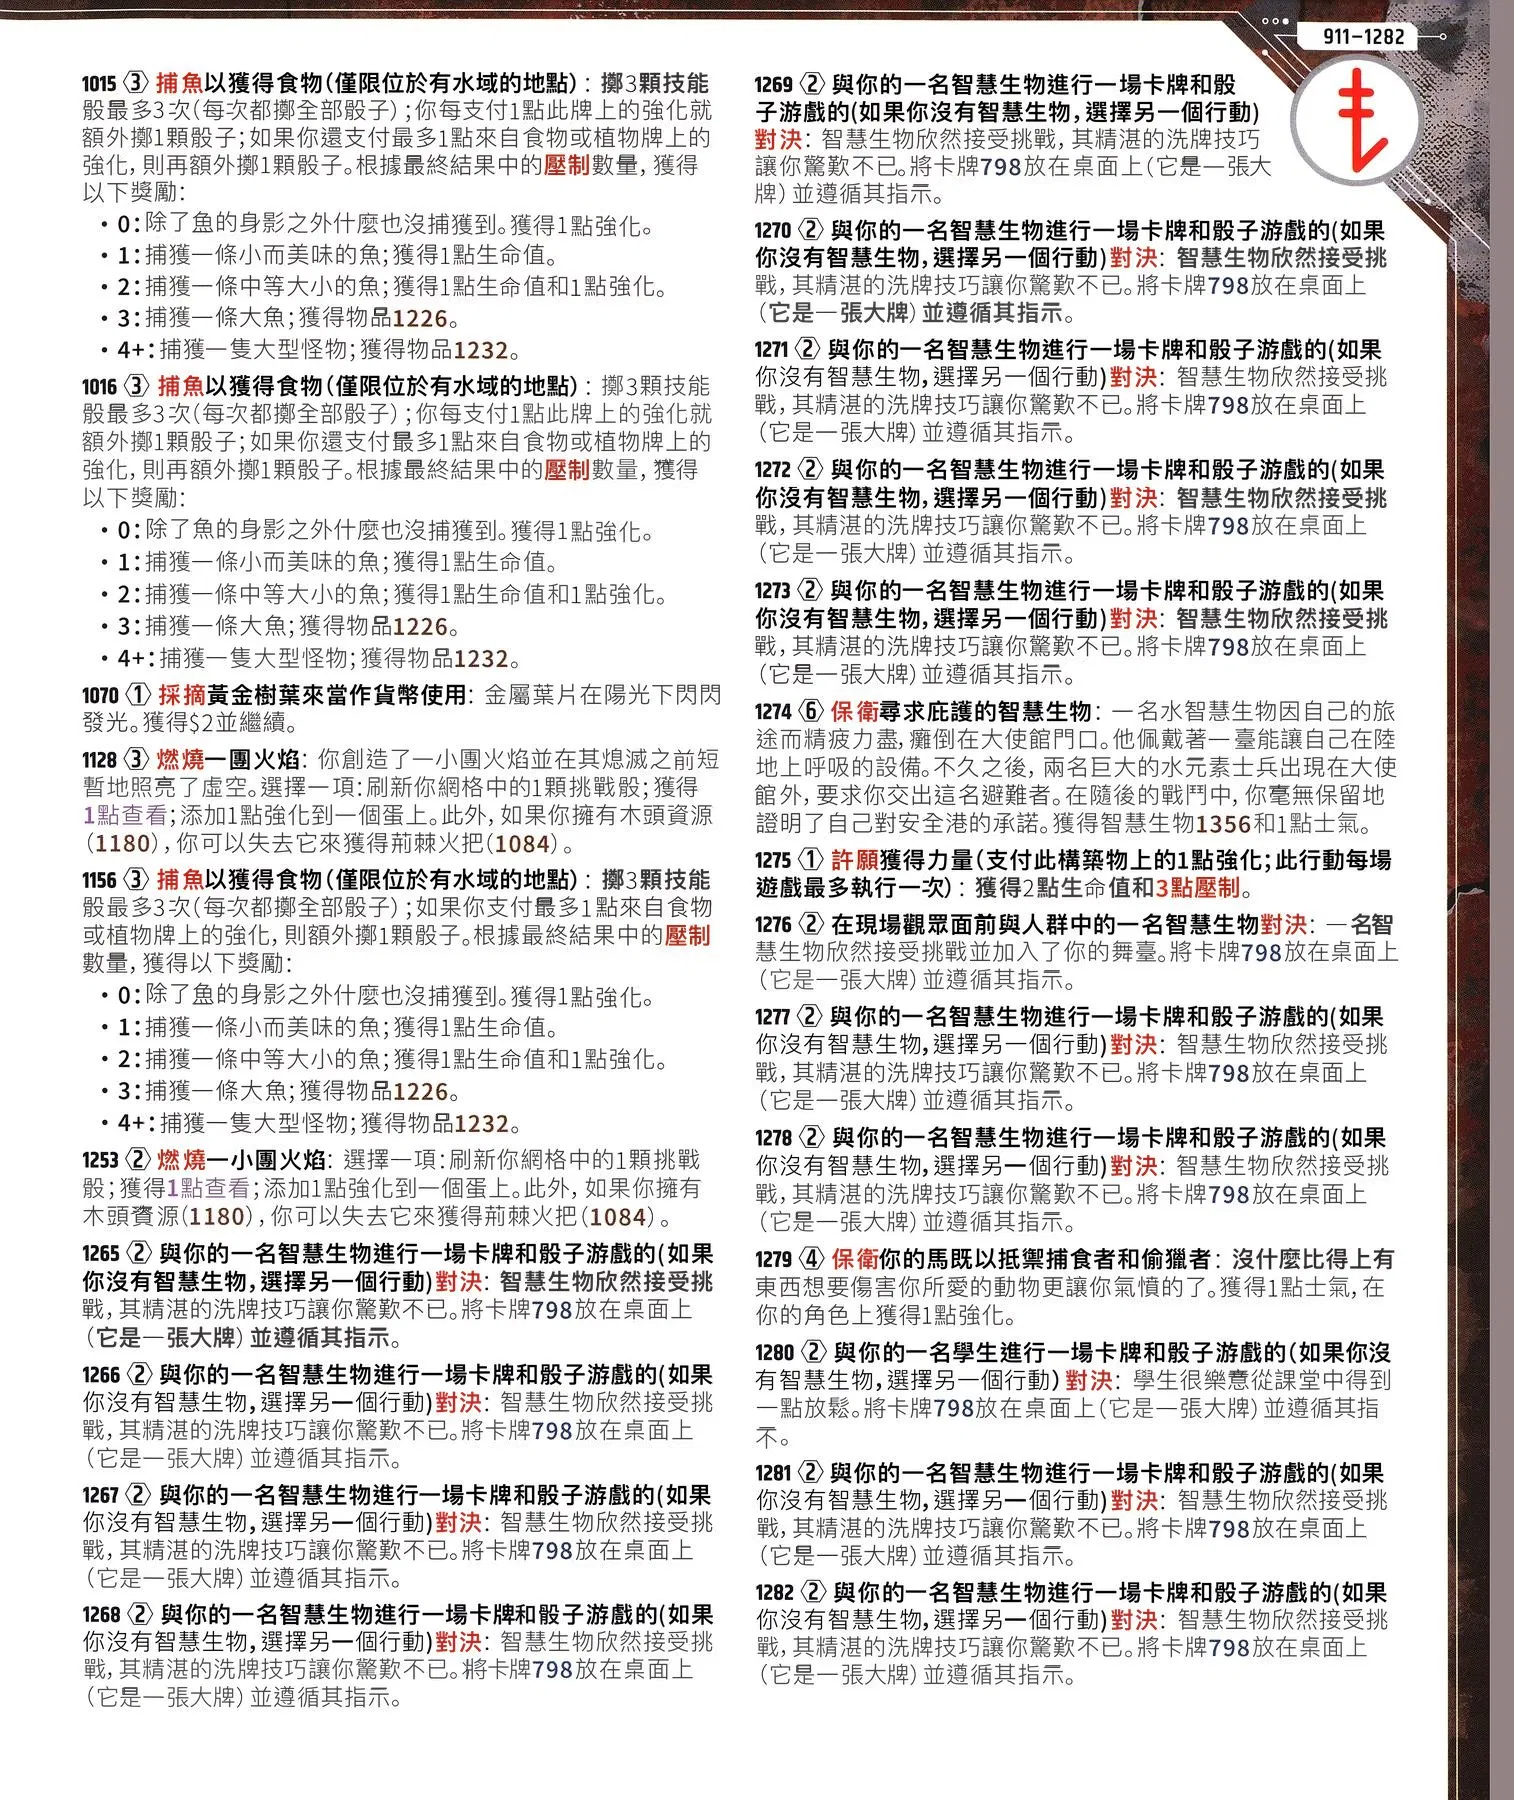 911–1282
1015 3 捕魚以獲得食物(僅限位於有水域的地點)：擲3顆技能
骰最多3次(每次都擲全部骰子)；你每支付1點此牌上的強化就
額外擲1顆骰子；如果你還支付最多1點來自食物或植物牌上的
強化，則再額外擲1顆骰子。根據最終結果中的壓制數量，獲得
以下獎勵：
• 0：除了魚的身影之外什麼也沒捕獲到。獲得1點強化。
• 1：捕獲一條小而美味的魚；獲得1點生命值。
• 2：捕獲一條中等大小的魚；獲得1點生命值和1點強化。
• 3：捕獲一條大魚；獲得物品1226。
• 4+：捕獲一隻大型怪物；獲得物品1232。
1016 3 捕魚以獲得食物(僅限位於有水域的地點)：擲3顆技能
骰最多3次(每次都擲全部骰子)；你每支付1點此牌上的強化就
額外擲1顆骰子；如果你還支付最多1點來自食物或植物牌上的
強化，則再額外擲1顆骰子。根據最終結果中的壓制數量，獲得
以下獎勵：
• 0：除了魚的身影之外什麼也沒捕獲到。獲得1點強化。
• 1：捕獲一條小而美味的魚；獲得1點生命值。
• 2：捕獲一條中等大小的魚；獲得1點生命值和1點強化。
• 3：捕獲一條大魚；獲得物品1226。
• 4+：捕獲一隻大型怪物；獲得物品1232。
1070 1 採摘黃金樹葉來當作貨幣使用：金屬葉片在陽光下閃閃
發光。獲得$2並繼續。
1128 3 燃燒一團火焰：你創造了一小團火焰並在其熄滅之前短
暫地照亮了虛空。選擇一項：刷新你網格中的1顆挑戰骰；獲得
1點查看；添加1點強化到一個蛋上。此外，如果你擁有木頭資源
(1180)，你可以失去它來獲得荊棘火把(1084)。
1156 3 捕魚以獲得食物(僅限位於有水域的地點)：擲3顆技能
骰最多3次(每次都擲全部骰子)；如果你支付最多1點來自食物
或植物牌上的強化，則額外擲1顆骰子。根據最終結果中的壓制
數量，獲得以下獎勵：
• 0：除了魚的身影之外什麼也沒捕獲到。獲得1點強化。
• 1：捕獲一條小而美味的魚；獲得1點生命值。
• 2：捕獲一條中等大小的魚；獲得1點生命值和1點強化。
• 3：捕獲一條大魚；獲得物品1226。
• 4+：捕獲一隻大型怪物；獲得物品1232。
1253 2 燃燒一小團火焰：選擇一項：刷新你網格中的1顆挑戰
骰；獲得1點查看；添加1點強化到一個蛋上。此外，如果你擁有
木頭資源(1180)，你可以失去它來獲得荊棘火把(1084)。
1265 2 與你的一名智慧生物進行一場卡牌和骰子游戲的(如果
你沒有智慧生物，選擇另一個行動)對決：智慧生物欣然接受挑
戰，其精湛的洗牌技巧讓你驚歎不已。將卡牌798放在桌面上
(它是一張大牌)並遵循其指示。
1266 2 與你的一名智慧生物進行一場卡牌和骰子游戲的(如果
你沒有智慧生物，選擇另一個行動)對決：智慧生物欣然接受挑
戰，其精湛的洗牌技巧讓你驚歎不已。將卡牌798放在桌面上
(它是一張大牌)並遵循其指示。
1267 2 與你的一名智慧生物進行一場卡牌和骰子游戲的(如果
你沒有智慧生物，選擇另一個行動)對決：智慧生物欣然接受挑
戰，其精湛的洗牌技巧讓你驚歎不已。將卡牌798放在桌面上
(它是一張大牌)並遵循其指示。
1268 2 與你的一名智慧生物進行一場卡牌和骰子游戲的(如果
你沒有智慧生物，選擇另一個行動)對決：智慧生物欣然接受挑
戰，其精湛的洗牌技巧讓你驚歎不已。將卡牌798放在桌面上
(它是一張大牌)並遵循其指示。
1269 2 與你的一名智慧生物進行一場卡牌和骰
子游戲的(如果你沒有智慧生物，選擇另一個行動)
對決：智慧生物欣然接受挑戰，其精湛的洗牌技巧
讓你驚歎不已。將卡牌798放在桌面上(它是一張大
牌)並遵循其指示。
1270 2 與你的一名智慧生物進行一場卡牌和骰子游戲的(如果
你沒有智慧生物，選擇另一個行動)對決：智慧生物欣然接受挑
戰，其精湛的洗牌技巧讓你驚歎不已。將卡牌798放在桌面上
(它是一張大牌)並遵循其指示。
1271 2 與你的一名智慧生物進行一場卡牌和骰子游戲的(如果
你沒有智慧生物，選擇另一個行動)對決：智慧生物欣然接受挑
戰，其精湛的洗牌技巧讓你驚歎不已。將卡牌798放在桌面上
(它是一張大牌)並遵循其指示。
1272 2 與你的一名智慧生物進行一場卡牌和骰子游戲的(如果
你沒有智慧生物，選擇另一個行動)對決：智慧生物欣然接受挑
戰，其精湛的洗牌技巧讓你驚歎不已。將卡牌798放在桌面上
(它是一張大牌)並遵循其指示。
1273 2 與你的一名智慧生物進行一場卡牌和骰子游戲的(如果
你沒有智慧生物，選擇另一個行動)對決：智慧生物欣然接受挑
戰，其精湛的洗牌技巧讓你驚歎不已。將卡牌798放在桌面上
(它是一張大牌)並遵循其指示。
1274 6 保衛尋求庇護的智慧生物：一名水智慧生物因自己的旅
途而精疲力盡，癱倒在大使館門口。他佩戴著一臺能讓自己在陸
地上呼吸的設備。不久之後，兩名巨大的水元素士兵出現在大使
館外，要求你交出這名避難者。在隨後的戰鬥中，你毫無保留地
證明了自己對安全港的承諾。獲得智慧生物1356和1點士氣。
1275 1 許願獲得力量(支付此構築物上的1點強化；此行動每場
遊戲最多執行一次)：獲得2點生命值和3點壓制。
1276 2 在現場觀眾面前與人群中的一名智慧生物對決：一名智
慧生物欣然接受挑戰並加入了你的舞臺。將卡牌798放在桌面上
(它是一張大牌)並遵循其指示。
1277 2 與你的一名智慧生物進行一場卡牌和骰子游戲的(如果
你沒有智慧生物，選擇另一個行動)對決：智慧生物欣然接受挑
戰，其精湛的洗牌技巧讓你驚歎不已。將卡牌798放在桌面上
(它是一張大牌)並遵循其指示。
1278 2 與你的一名智慧生物進行一場卡牌和骰子游戲的(如果
你沒有智慧生物，選擇另一個行動)對決：智慧生物欣然接受挑
戰，其精湛的洗牌技巧讓你驚歎不已。將卡牌798放在桌面上
(它是一張大牌)並遵循其指示。
1279 4 保衛你的馬既以抵禦捕食者和偷獵者：沒什麼比得上有
東西想要傷害你所愛的動物更讓你氣憤的了。獲得1點士氣，在
你的角色上獲得1點強化。
1280 2 與你的一名學生進行一場卡牌和骰子游戲的(如果你沒
有智慧生物，選擇另一個行動)對決：學生很樂意從課堂中得到
一點放鬆。將卡牌798放在桌面上(它是一張大牌)並遵循其指
示。
1281 2 與你的一名智慧生物進行一場卡牌和骰子游戲的(如果
你沒有智慧生物，選擇另一個行動)對決：智慧生物欣然接受挑
戰，其精湛的洗牌技巧讓你驚歎不已。將卡牌798放在桌面上
(它是一張大牌)並遵循其指示。
1282 2 與你的一名智慧生物進行一場卡牌和骰子游戲的(如果
你沒有智慧生物，選擇另一個行動)對決：智慧生物欣然接受挑
戰，其精湛的洗牌技巧讓你驚歎不已。將卡牌798放在桌面上
(它是一張大牌)並遵循其指示。